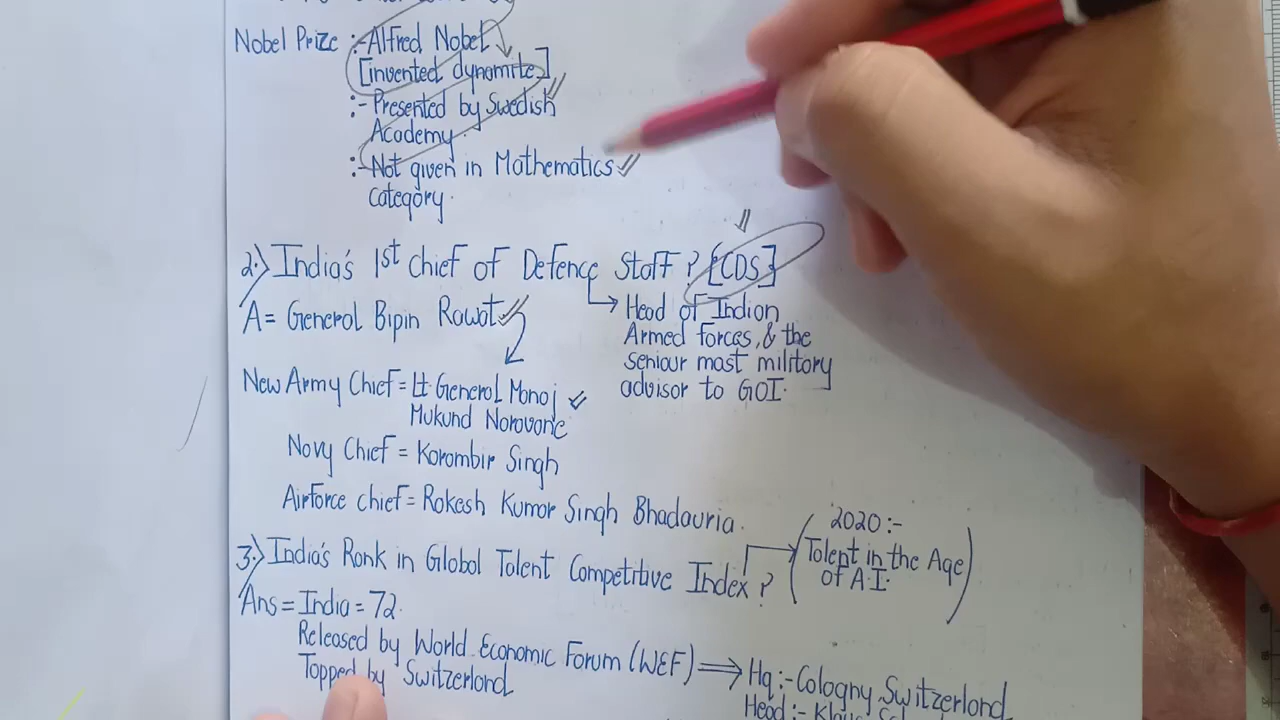 Nobel Prize :- Alfred Nobel
[invented dynomite]
:- Presented by Swedish
Academy.
:- Not given in Mathematics
category.
2.) India's 1st Chief of Defence Staff? [CDS]
A = General Bipin Rawat
Head of Indian
Armed forces, & the
seniour most military
advisor to GOI.
New Army Chief = Lt. General Manoj
Mukund Narovane
Navy Chief = Karambir Singh
Airforce chief = Rakesh Kumar Singh Bhadauria.
3.) India's Rank in Global Talent Competitive Index?
2020:-
Talent in the Age
of A.I.
Ans = India = 72.
Released by World Economic Forum (WEF) ⟹ Hq :- Cologny Switzerland
Topped by Switzerland
Head :- Klaus